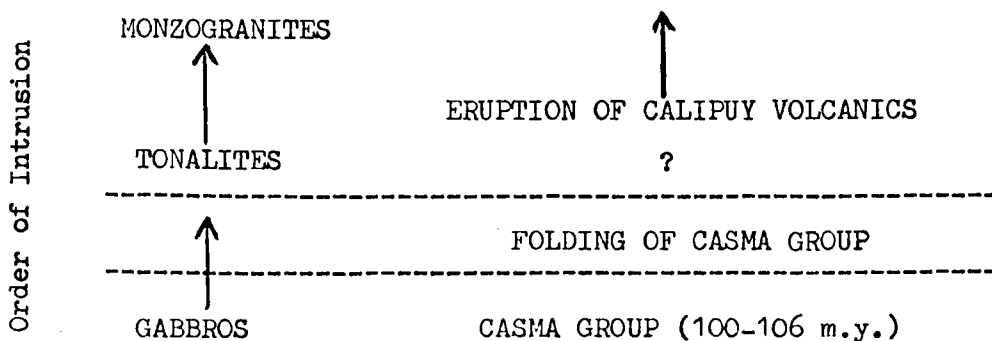 Order of Intrusion
MONZOGRANITES
ERUPTION OF CALIPUY VOLCANICS
TONALITES ?
FOLDING OF CASMA GROUP
GABBROS CASMA GROUP (100-106 m.y.)